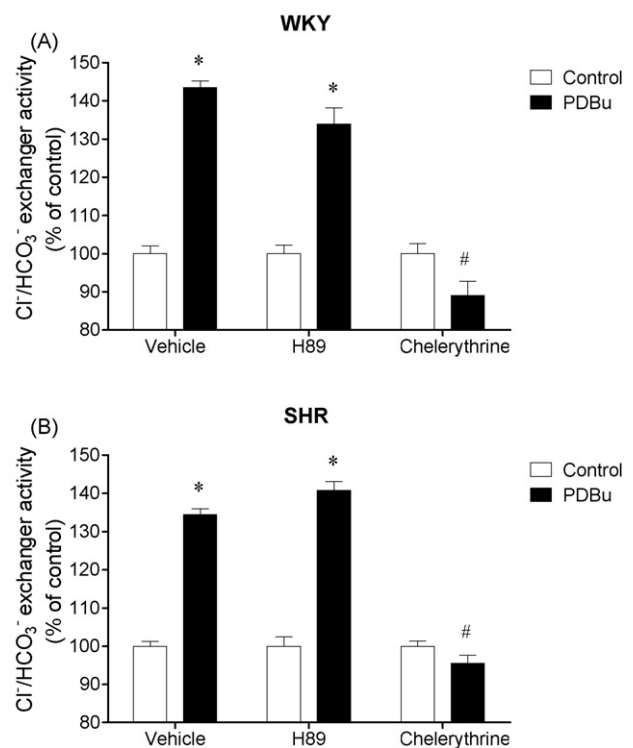 WKY
(A)
Cl⁻/HCO₃⁻ exchanger activity
(% of control)
150
140
130
120
110
100
90
80
*
*
#
Vehicle
H89
Chelerythrine
Control
PDBu
SHR
(B)
Cl⁻/HCO₃⁻ exchanger activity
(% of control)
150
140
130
120
110
100
90
80
*
*
#
Vehicle
H89
Chelerythrine
Control
PDBu